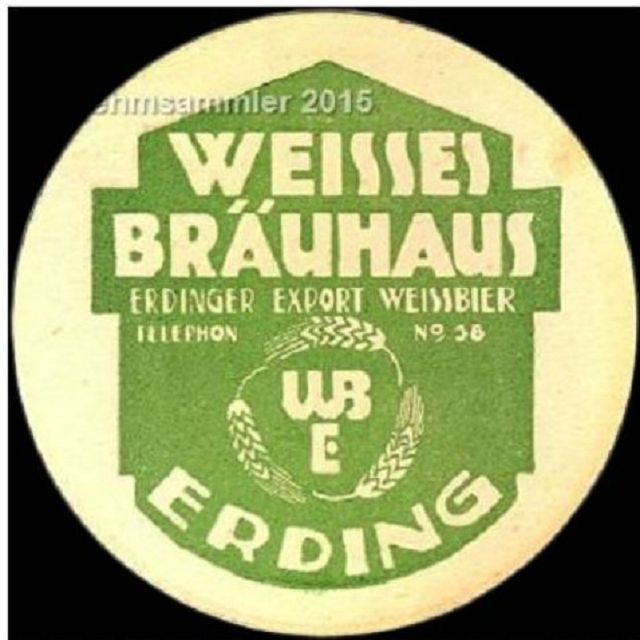 ehmsammler 2015
WEISSES
BRÄUHAUS
ERDINGER EXPORT WEISSBIER
TELEPHON Nº 38
WB
E
ERDING